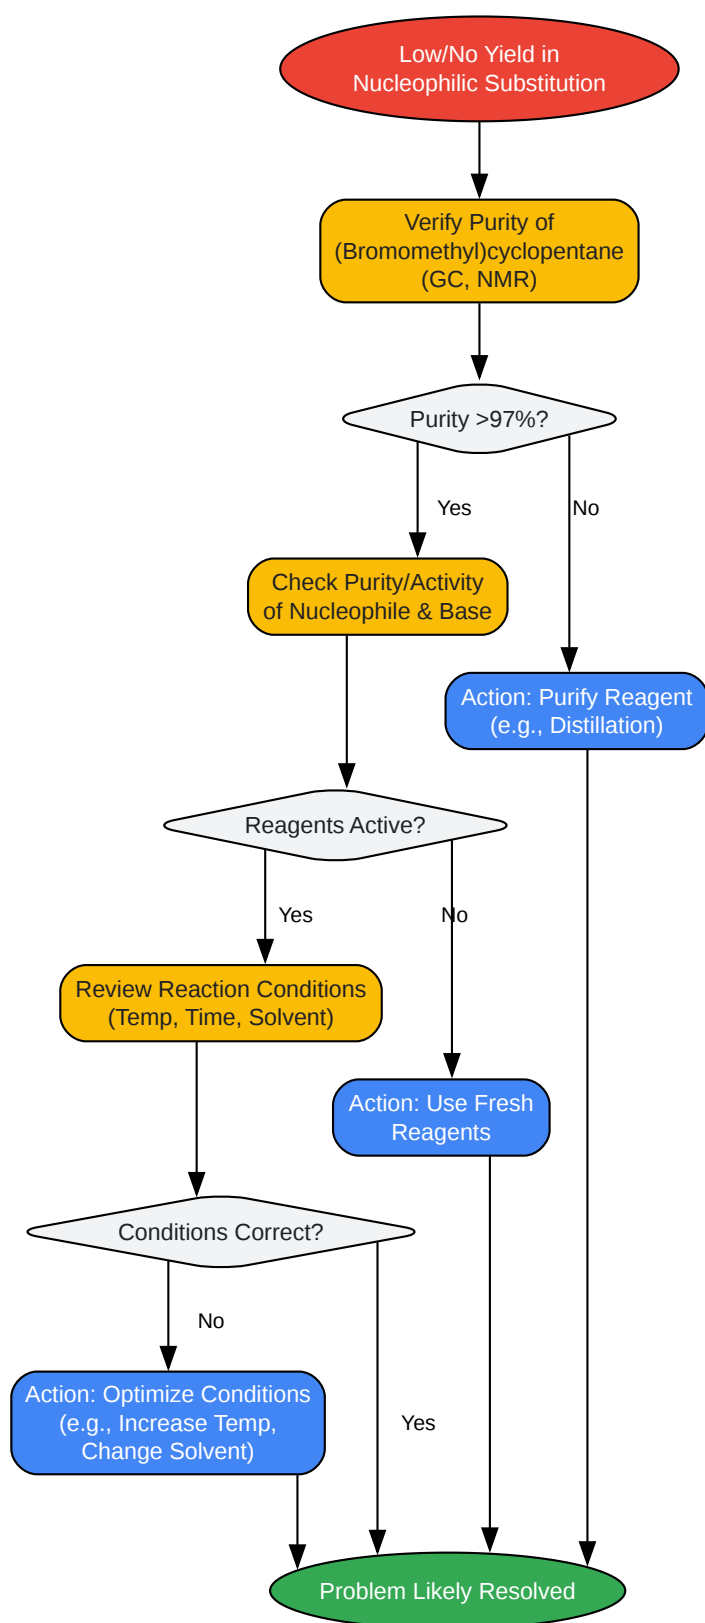 Low/No Yield in
Nucleophilic Substitution
Verify Purity of
(Bromomethyl)cyclopentane
(GC, NMR)
Purity >97%?
Yes
No
Check Purity/Activity
of Nucleophile & Base
Action: Purify Reagent
(e.g., Distillation)
Reagents Active?
Yes
No
Review Reaction Conditions
(Temp, Time, Solvent)
Action: Use Fresh
Reagents
Conditions Correct?
No
Action: Optimize Conditions
(e.g., Increase Temp,
Change Solvent)
Yes
Problem Likely Resolved